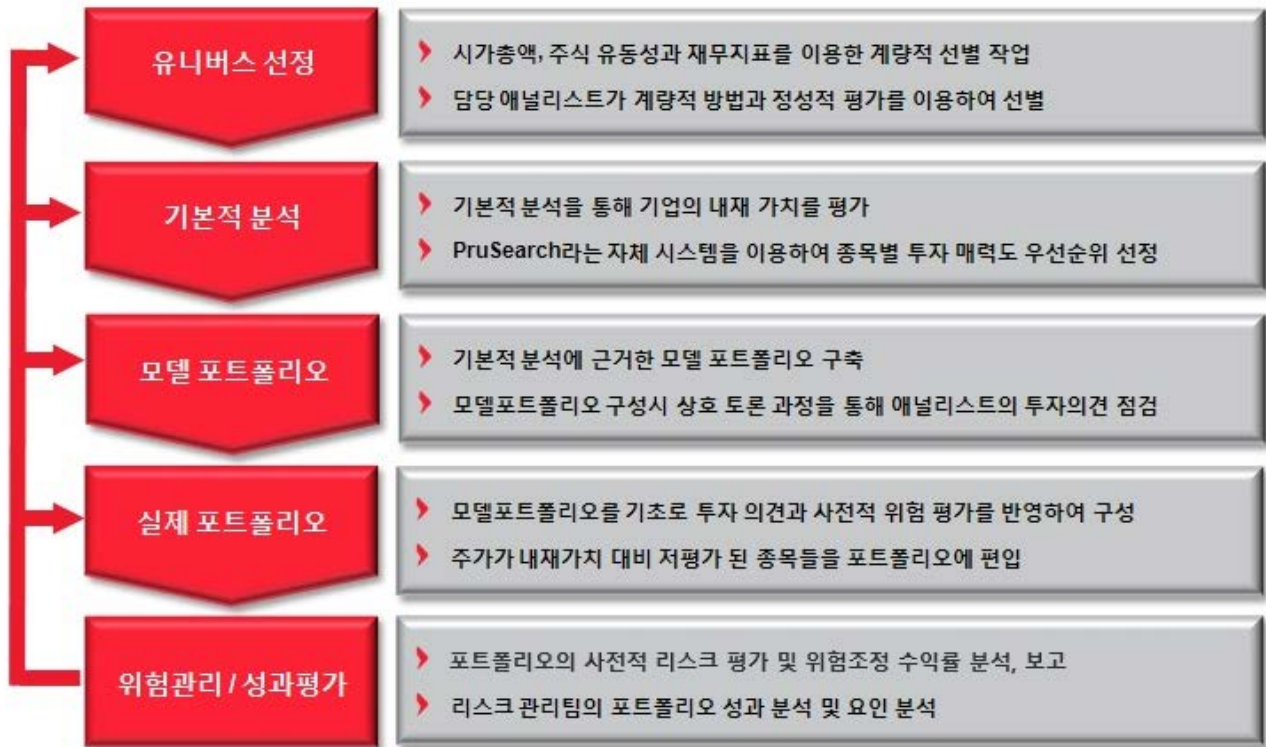 유니버스 선정
시가총액, 주식 유동성과 재무지표를 이용한 계량적 선별 작업
담당 애널리스트가 계량적 방법과 정성적 평가를 이용하여 선별
기본적 분석
기본적 분석을 통해 기업의 내재 가치를 평가
PruSearch라는 자체 시스템을 이용하여 종목별 투자 매력도 우선순위 선정
모델 포트폴리오
기본적 분석에 근거한 모델 포트폴리오 구축
모델포트폴리오 구성시 상호 토론 과정을 통해 애널리스트의 투자의견 점검
실제 포트폴리오
모델포트폴리오를 기초로 투자 의견과 사전적 위험 평가를 반영하여 구성
주가가 내재가치 대비 저평가 된 종목들을 포트폴리오에 편입
위험관리 / 성과평가
포트폴리오의 사전적 리스크 평가 및 위험조정 수익률 분석, 보고
리스크 관리팀의 포트폴리오 성과 분석 및 요인 분석